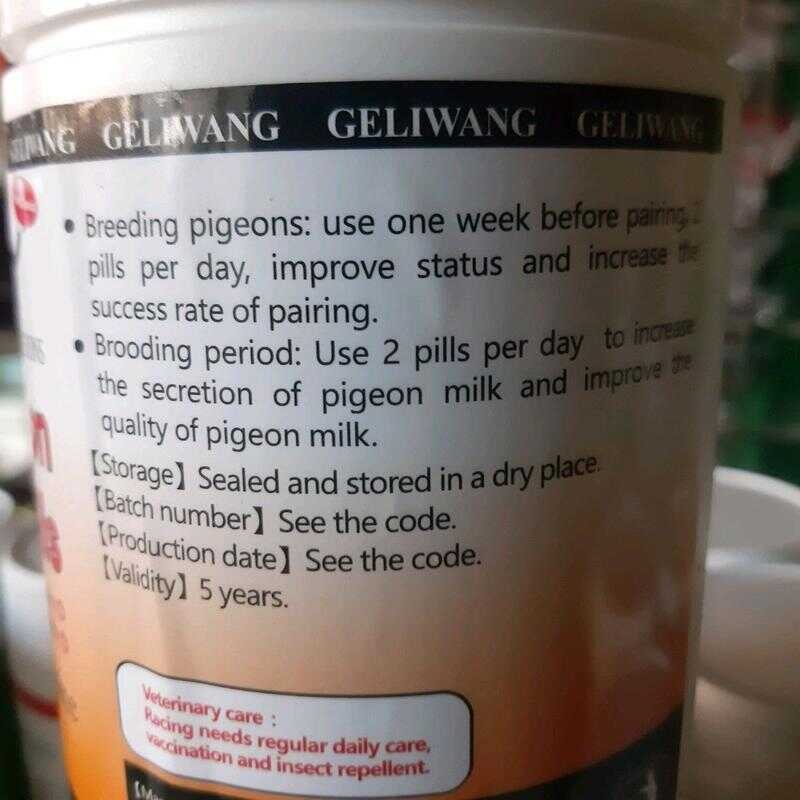 GELIWANG GELIWANG GELIWANG
• Breeding pigeons: use one week before pairing, 2
pills per day, improve status and increase the
success rate of pairing.
• Brooding period: Use 2 pills per day to increase
the secretion of pigeon milk and improve the
quality of pigeon milk.
【Storage】Sealed and stored in a dry place.
【Batch number】See the code.
【Production date】See the code.
【Validity】5 years.
Veterinary care :
Racing needs regular daily care,
vaccination and insect repellent.